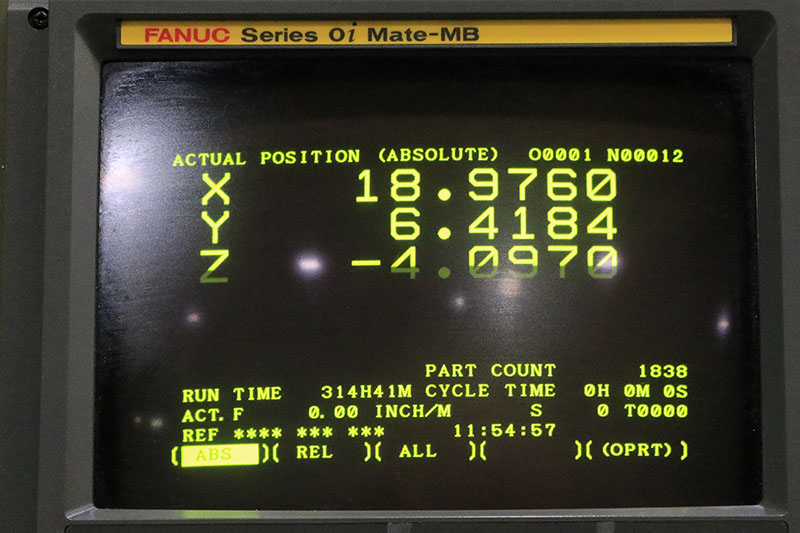 FANUC Series 0i Mate-MB
ACTUAL POSITION (ABSOLUTE) O0001 N00012
X 18.9760
Y 6.4184
Z -4.0970
PART COUNT 1838
RUN TIME 314H41M CYCLE TIME 0H 0M 0S
ACT.F 0.00 INCH/M S 0 T0000
REF **** *** *** 11:54:57
( ABS )( REL )( ALL )( )( (OPRT) )